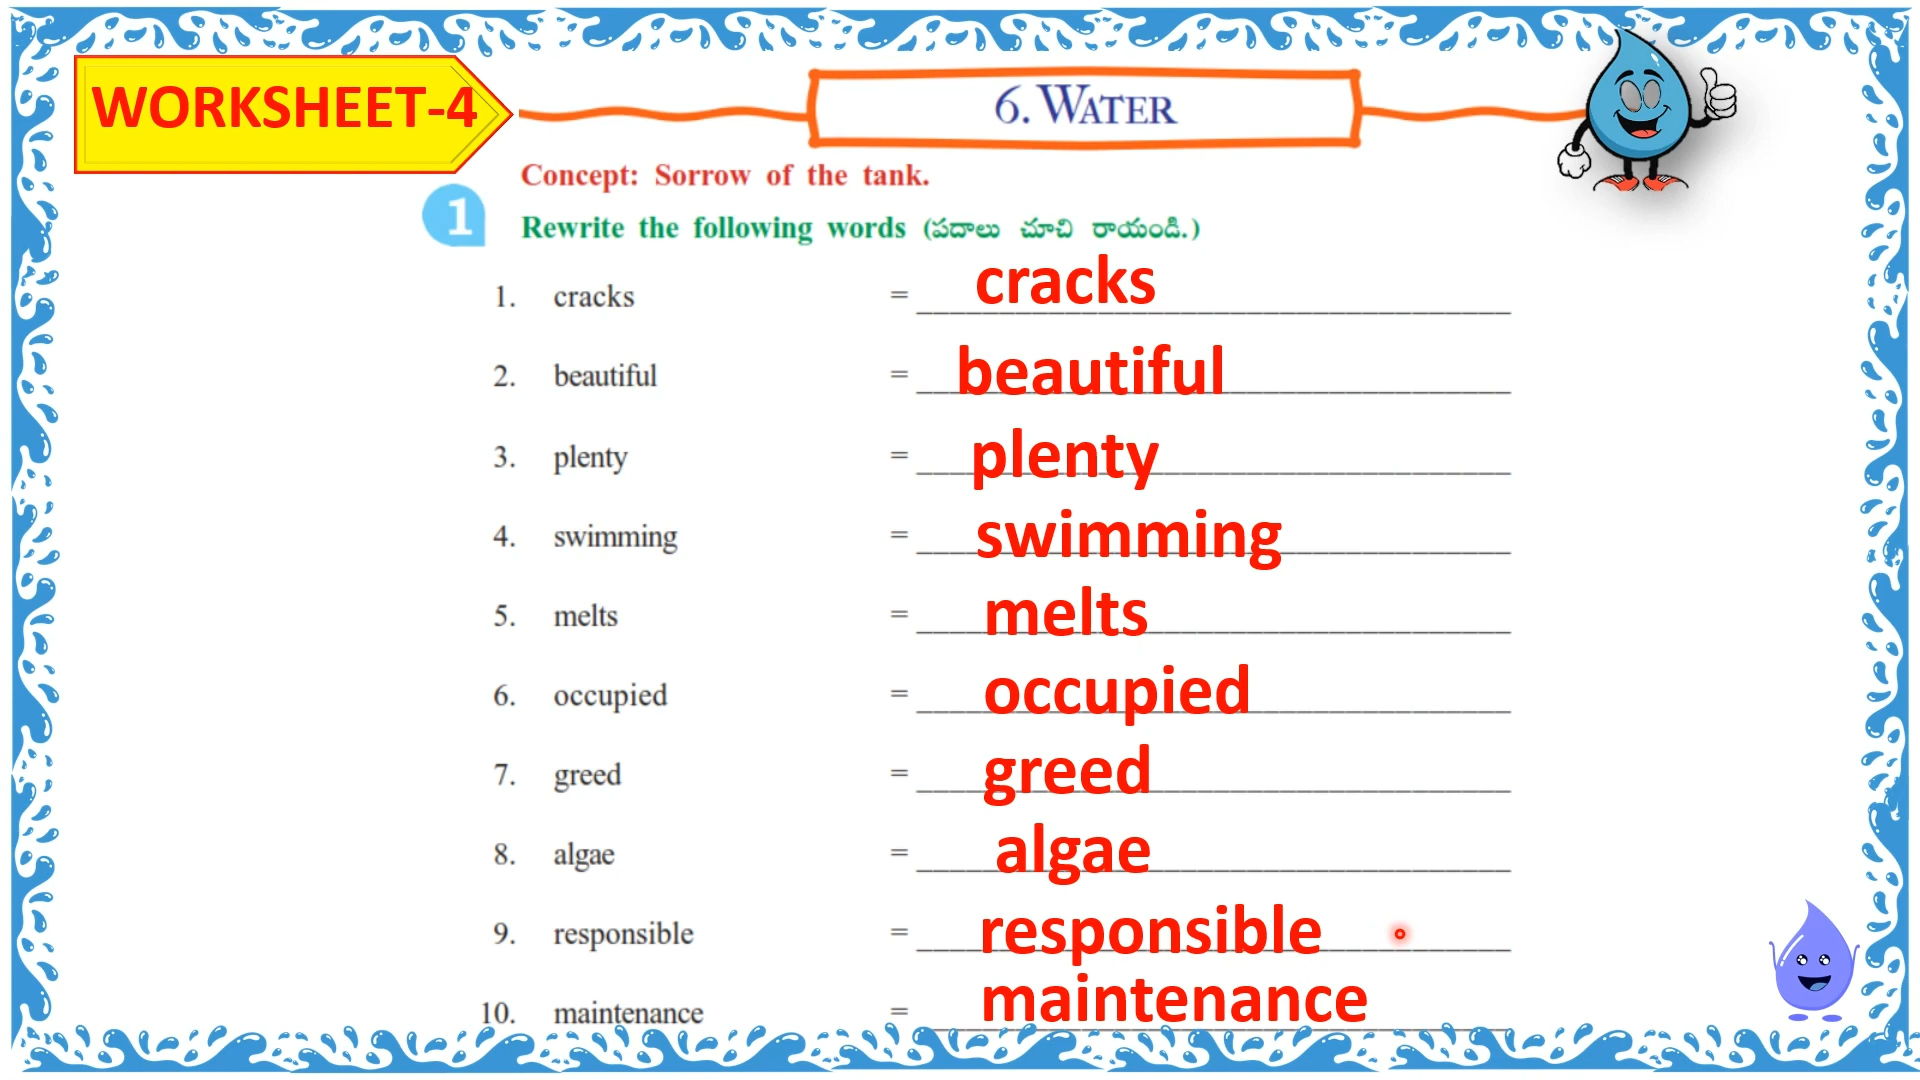 WORKSHEET-4
6. WATER
Concept: Sorrow of the tank.
1 Rewrite the following words (పదాలు చూచి రాయండి.)
1. cracks = cracks
2. beautiful = beautiful
3. plenty = plenty
4. swimming = swimming
5. melts = melts
6. occupied = occupied
7. greed = greed
8. algae = algae
9. responsible = responsible
10. maintenance = maintenance